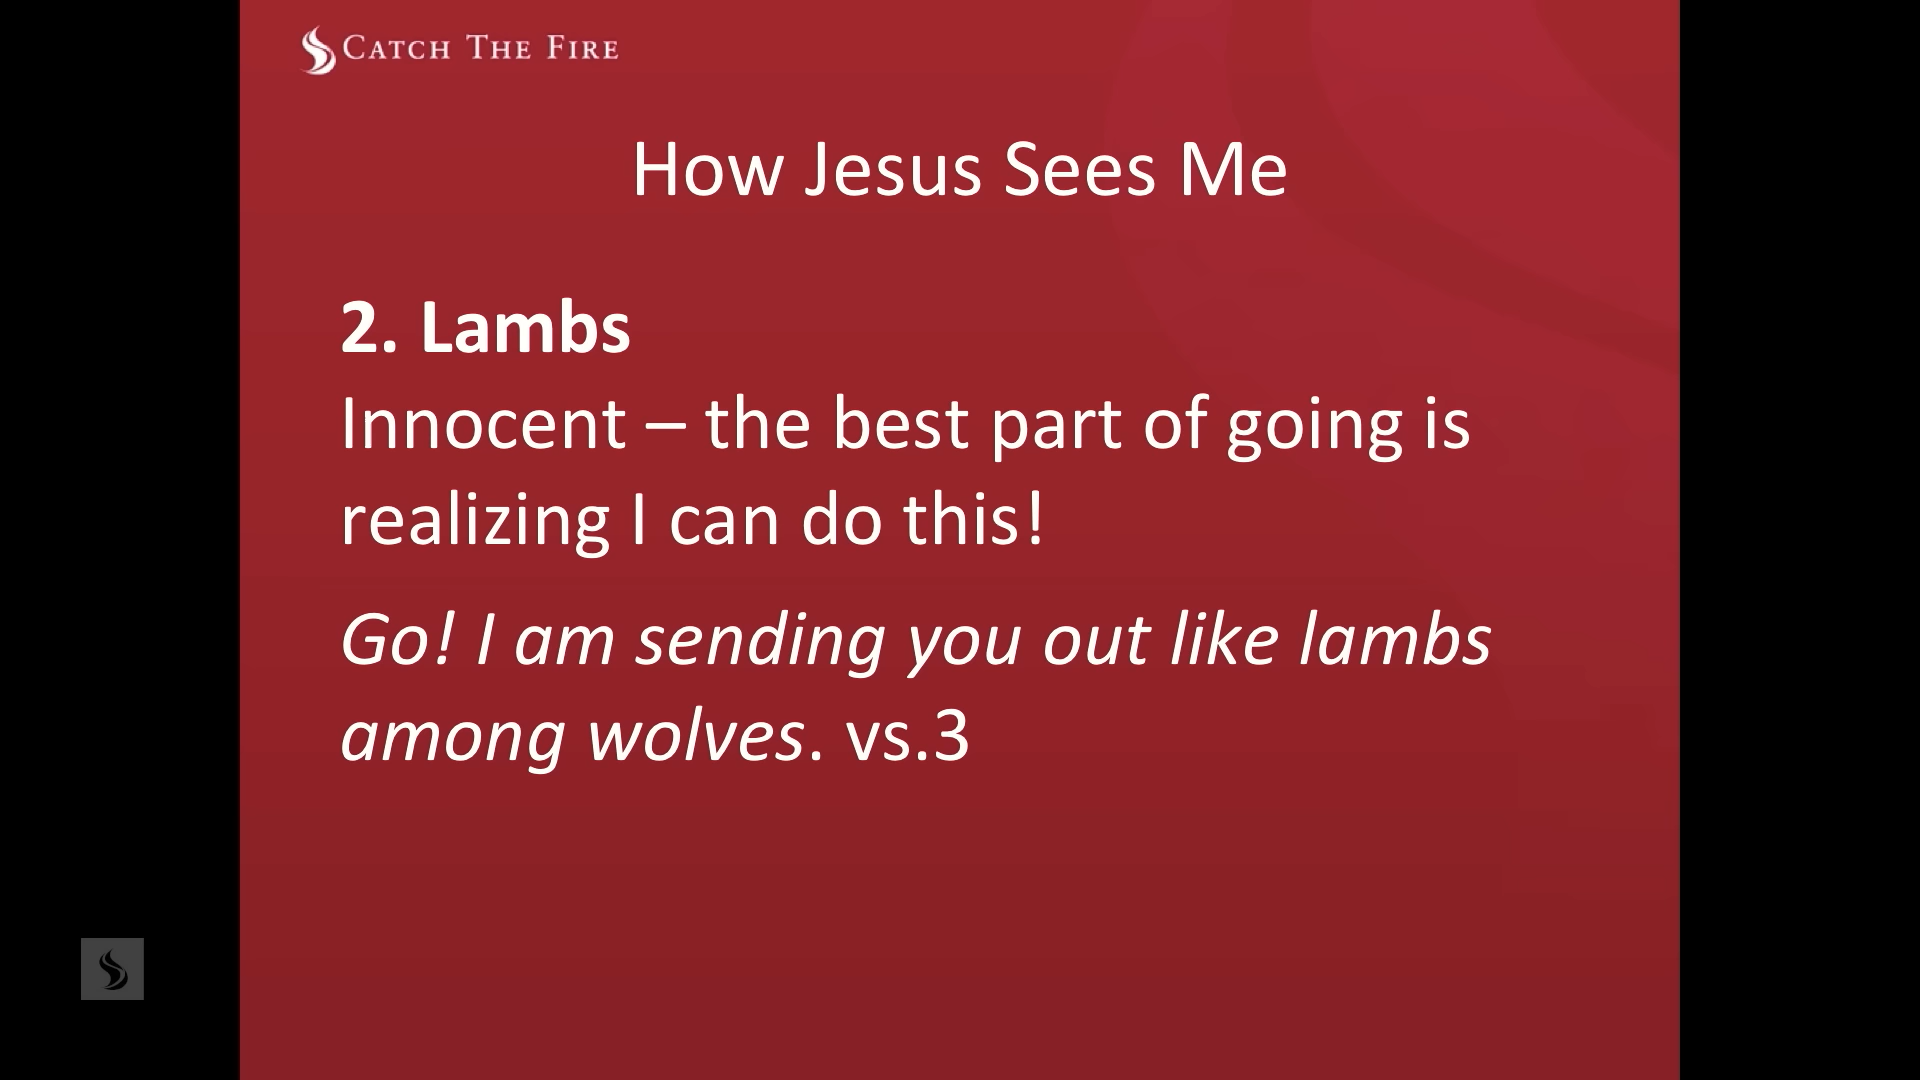 Catch The Fire
How Jesus Sees Me
2. Lambs
Innocent – the best part of going is
realizing I can do this!
Go! I am sending you out like lambs
among wolves. vs.3